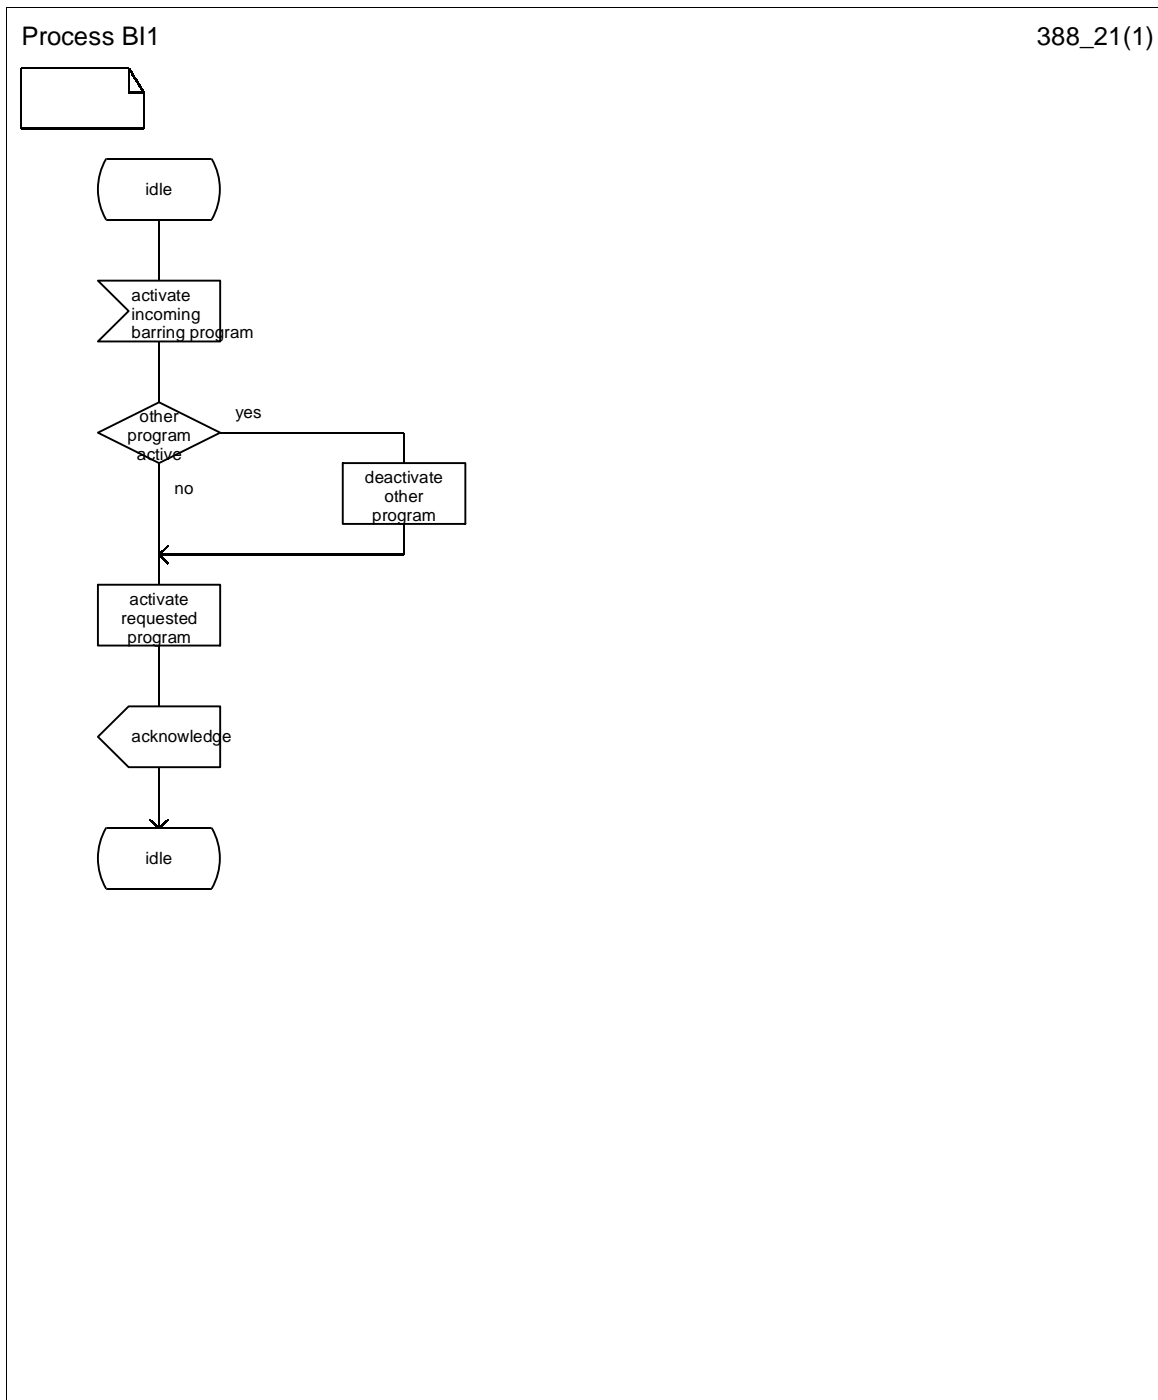 Process BI1
388_21(1)
idle
activate
incoming
barring program
other
program
active
yes
no
deactivate
other
program
activate
requested
program
acknowledge
idle